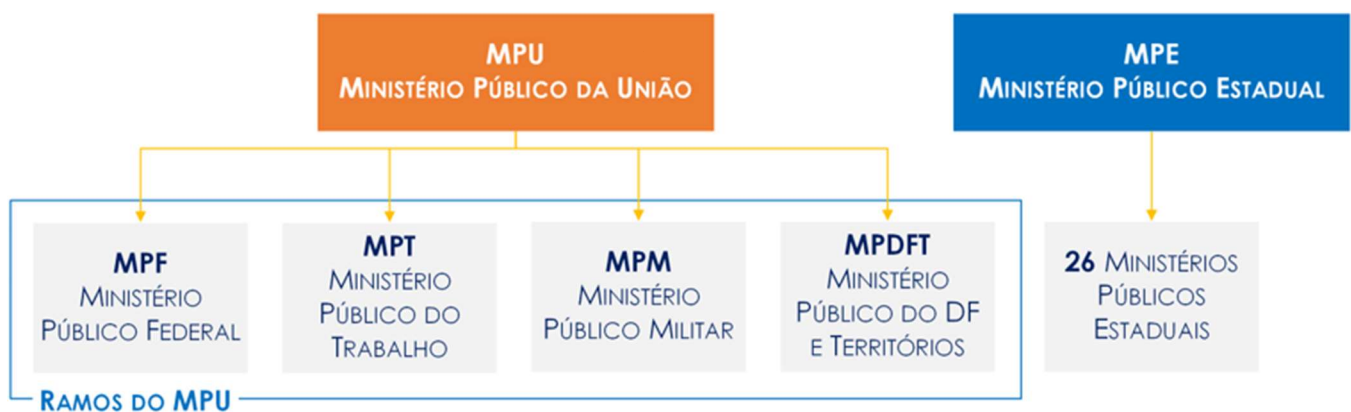 MPU
MINISTÉRIO PÚBLICO DA UNIÃO
MPE
MINISTÉRIO PÚBLICO ESTADUAL
MPF
MINISTÉRIO
PÚBLICO FEDERAL
MPT
MINISTÉRIO
PÚBLICO DO
TRABALHO
MPM
MINISTÉRIO
PÚBLICO MILITAR
MPDFT
MINISTÉRIO
PÚBLICO DO DF
E TERRITÓRIOS
26 MINISTÉRIOS
PÚBLICOS
ESTADUAIS
RAMOS DO MPU